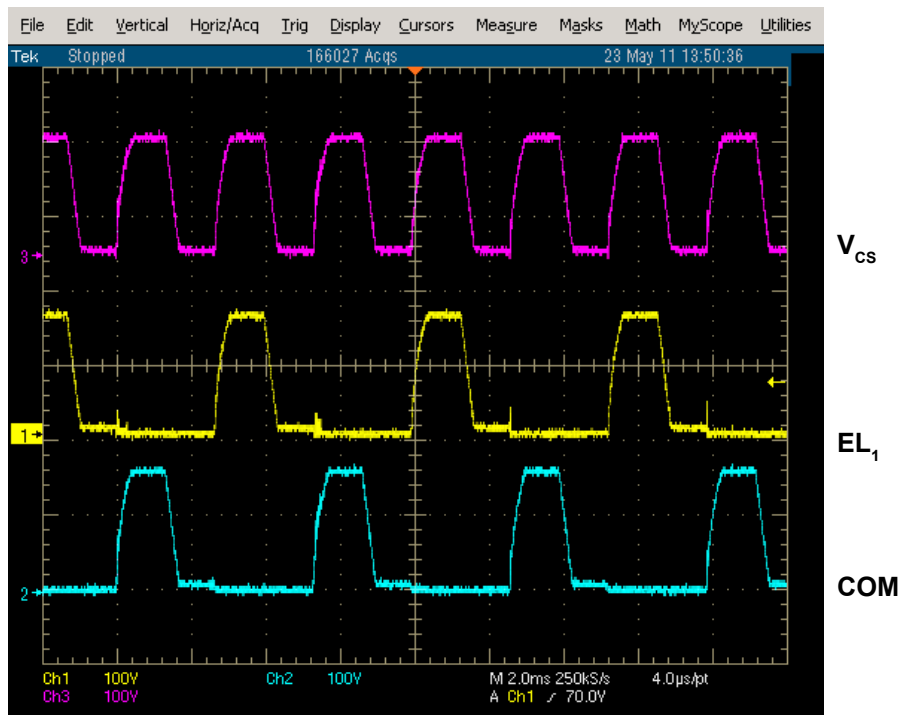 File Edit Vertical Horiz/Acq Trig Display Cursors Measure Masks Math MyScope Utilities
Tek Stopped 166027 Acqs 23 May 11 13:50:36
3
V_CS
1
EL_1
2
COM
Ch1 100V Ch2 100V M 2.0ms 250kS/s 4.0µs/pt
Ch3 100V A Ch1 ⁄ 70.0V